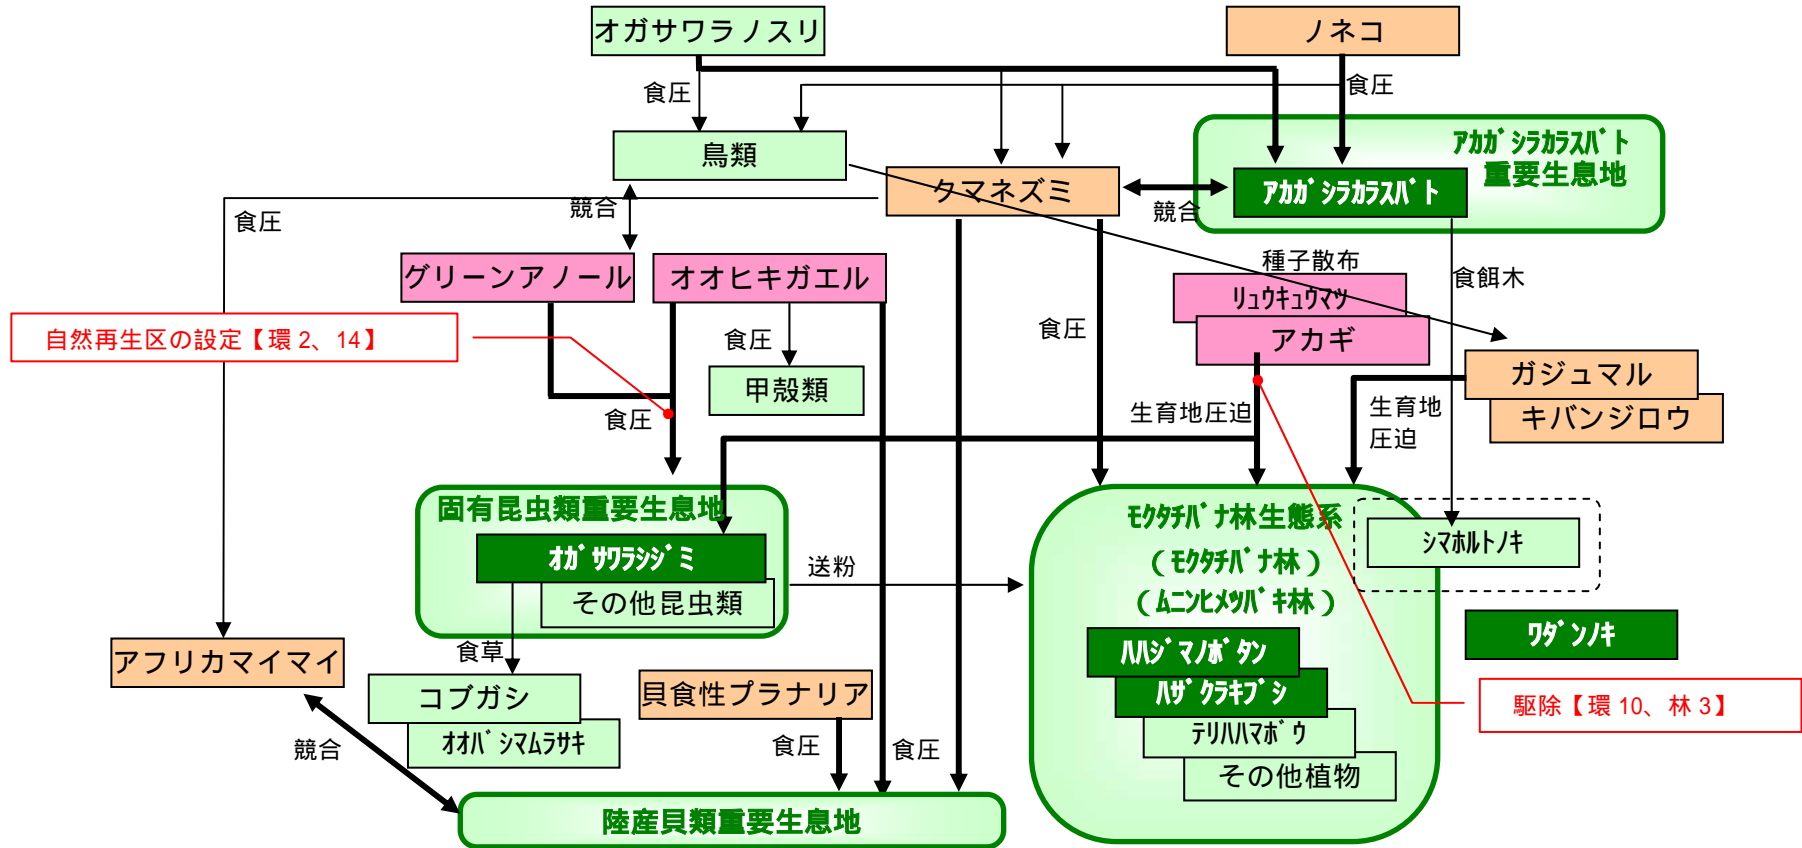 オガサワラノスリ
ノネコ
食圧
食圧
鳥類
アカガシラカラスバト
重要生息地
クマネズミ
アカガシラカラスバト
食圧
競合
競合
種子散布
グリーンアノール
オオヒキガエル
リュウキュウマツ
食餌木
自然再生区の設定【環 2、14】
食圧
食圧
アカギ
ガジュマル
甲殻類
キバンジロウ
食圧
生育地圧迫
生育地
圧迫
固有昆虫類重要生息地
モクタチバナ林生態系
シマホルトノキ
オガサワラシジミ
(モクタチバナ林)
送粉
その他昆虫類
(ムニンヒメツバキ林)
ワダンノキ
アフリカマイマイ
食草
ハハジマノボタン
コブガシ
貝食性プラナリア
ハザクラキブシ
駆除【環 10、林 3】
オオバシマムラサキ
テリハハマボウ
競合
食圧
食圧
その他植物
陸産貝類重要生息地